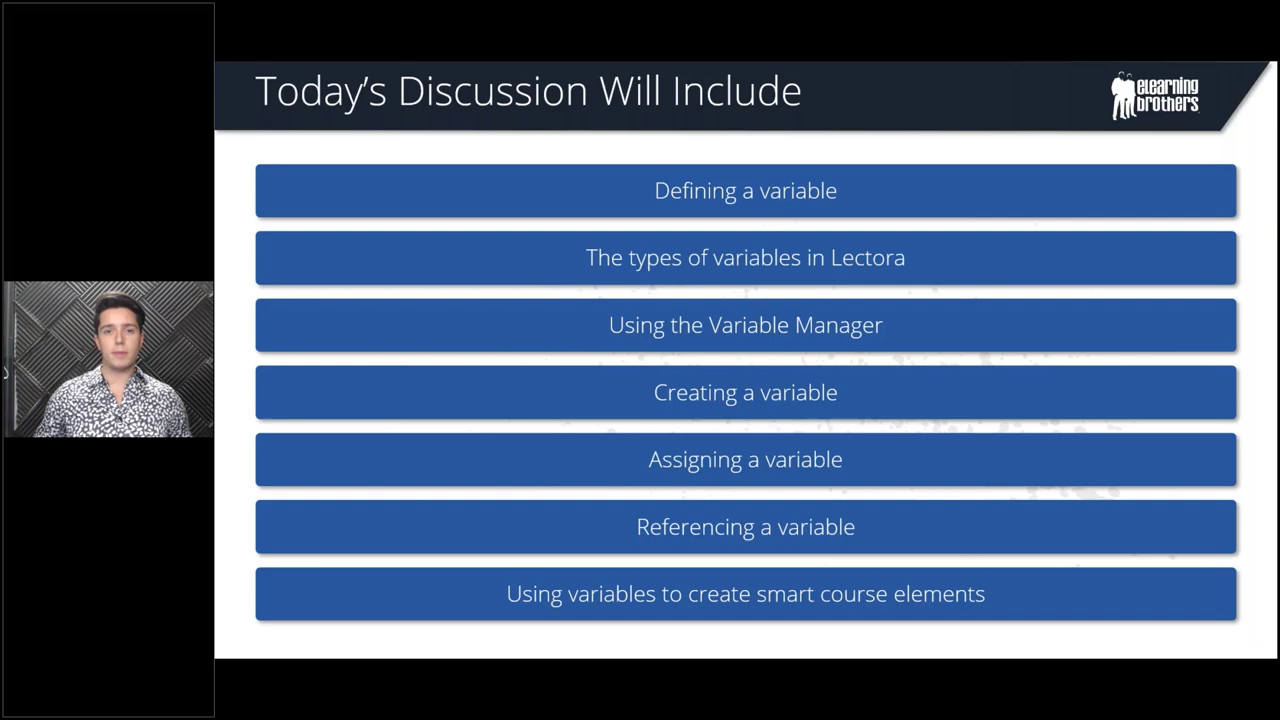 Today's Discussion Will Include
eLearning
brothers
Defining a variable
The types of variables in Lectora
Using the Variable Manager
Creating a variable
Assigning a variable
Referencing a variable
Using variables to create smart course elements